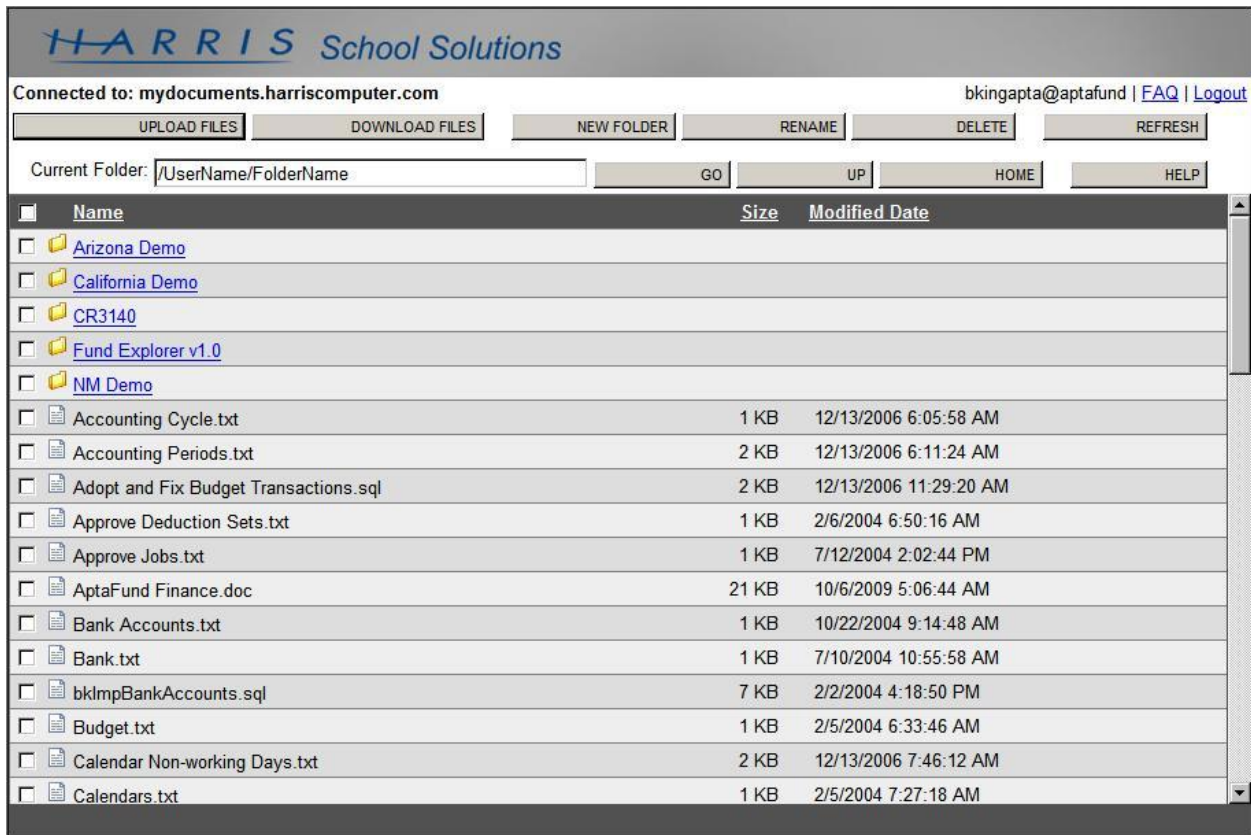 HARRIS School Solutions
Connected to: mydocuments.harriscomputer.com bkingapta@aptafund | FAQ | Logout
UPLOAD FILES DOWNLOAD FILES NEW FOLDER RENAME DELETE REFRESH
Current Folder: /UserName/FolderName GO UP HOME HELP
Name Size Modified Date
Arizona Demo
California Demo
CR3140
Fund Explorer v1.0
NM Demo
Accounting Cycle.txt 1 KB 12/13/2006 6:05:58 AM
Accounting Periods.txt 2 KB 12/13/2006 6:11:24 AM
Adopt and Fix Budget Transactions.sql 2 KB 12/13/2006 11:29:20 AM
Approve Deduction Sets.txt 1 KB 2/6/2004 6:50:16 AM
Approve Jobs.txt 1 KB 7/12/2004 2:02:44 PM
AptaFund Finance.doc 21 KB 10/6/2009 5:06:44 AM
Bank Accounts.txt 1 KB 10/22/2004 9:14:48 AM
Bank.txt 1 KB 7/10/2004 10:55:58 AM
bkImpBankAccounts.sql 7 KB 2/2/2004 4:18:50 PM
Budget.txt 1 KB 2/5/2004 6:33:46 AM
Calendar Non-working Days.txt 2 KB 12/13/2006 7:46:12 AM
Calendars.txt 1 KB 2/5/2004 7:27:18 AM